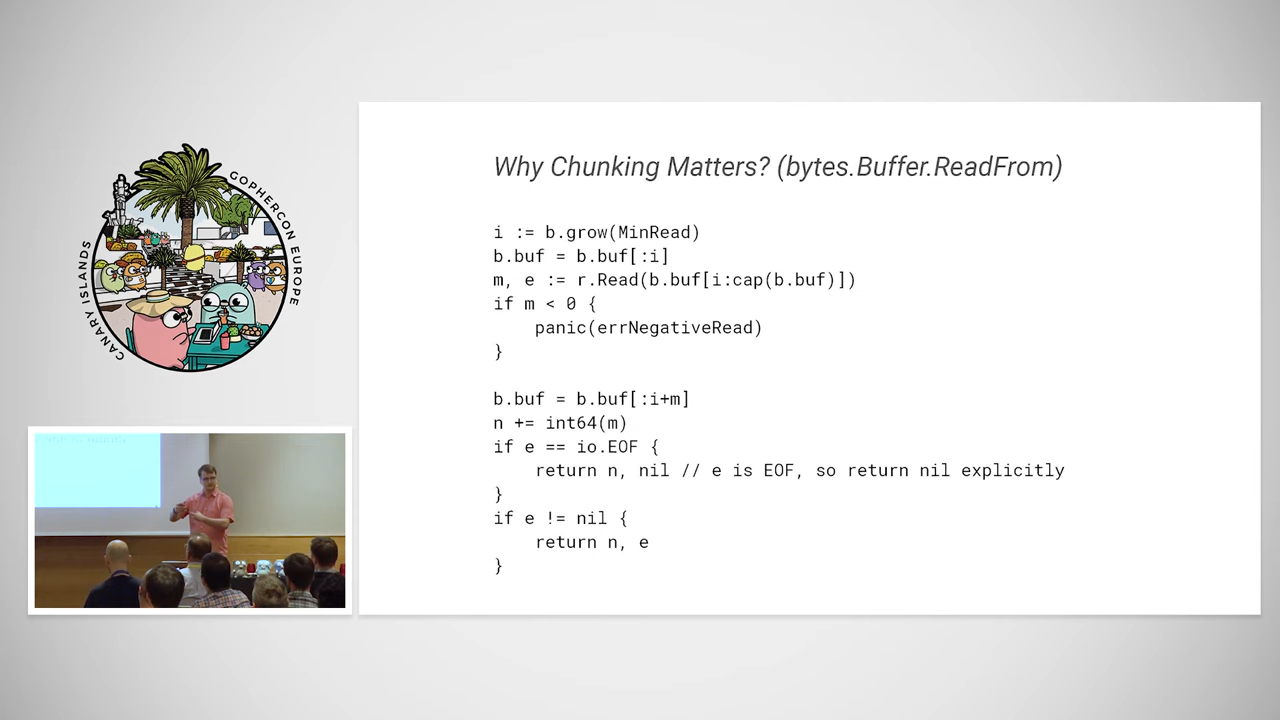 GOPHERCON EUROPE
CANARY ISLANDS
Why Chunking Matters? (bytes.Buffer.ReadFrom)
i := b.grow(MinRead)
b.buf = b.buf[:i]
m, e := r.Read(b.buf[i:cap(b.buf)])
if m < 0 {
    panic(errNegativeRead)
}
b.buf = b.buf[:i+m]
n += int64(m)
if e == io.EOF {
    return n, nil // e is EOF, so return nil explicitly
}
if e != nil {
    return n, e
}